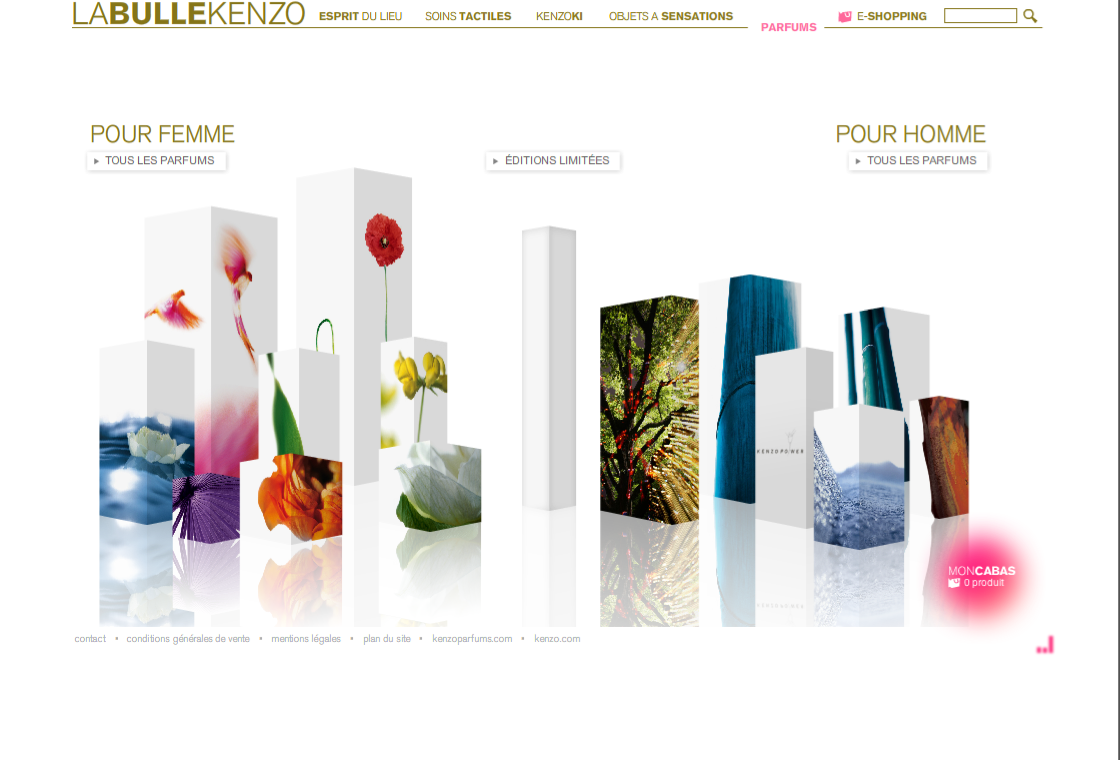 LABULLEKENZO
ESPRIT DU LIEU
SOINS TACTILES
KENZOKI
OBJETS A SENSATIONS
PARFUMS
E-SHOPPING
POUR FEMME
TOUS LES PARFUMS
ÉDITIONS LIMITÉES
POUR HOMME
TOUS LES PARFUMS
KENZOPOWER
MONCABAS
0 produit
contact • conditions générales de vente • mentions légales • plan du site • kenzoparfums.com • kenzo.com